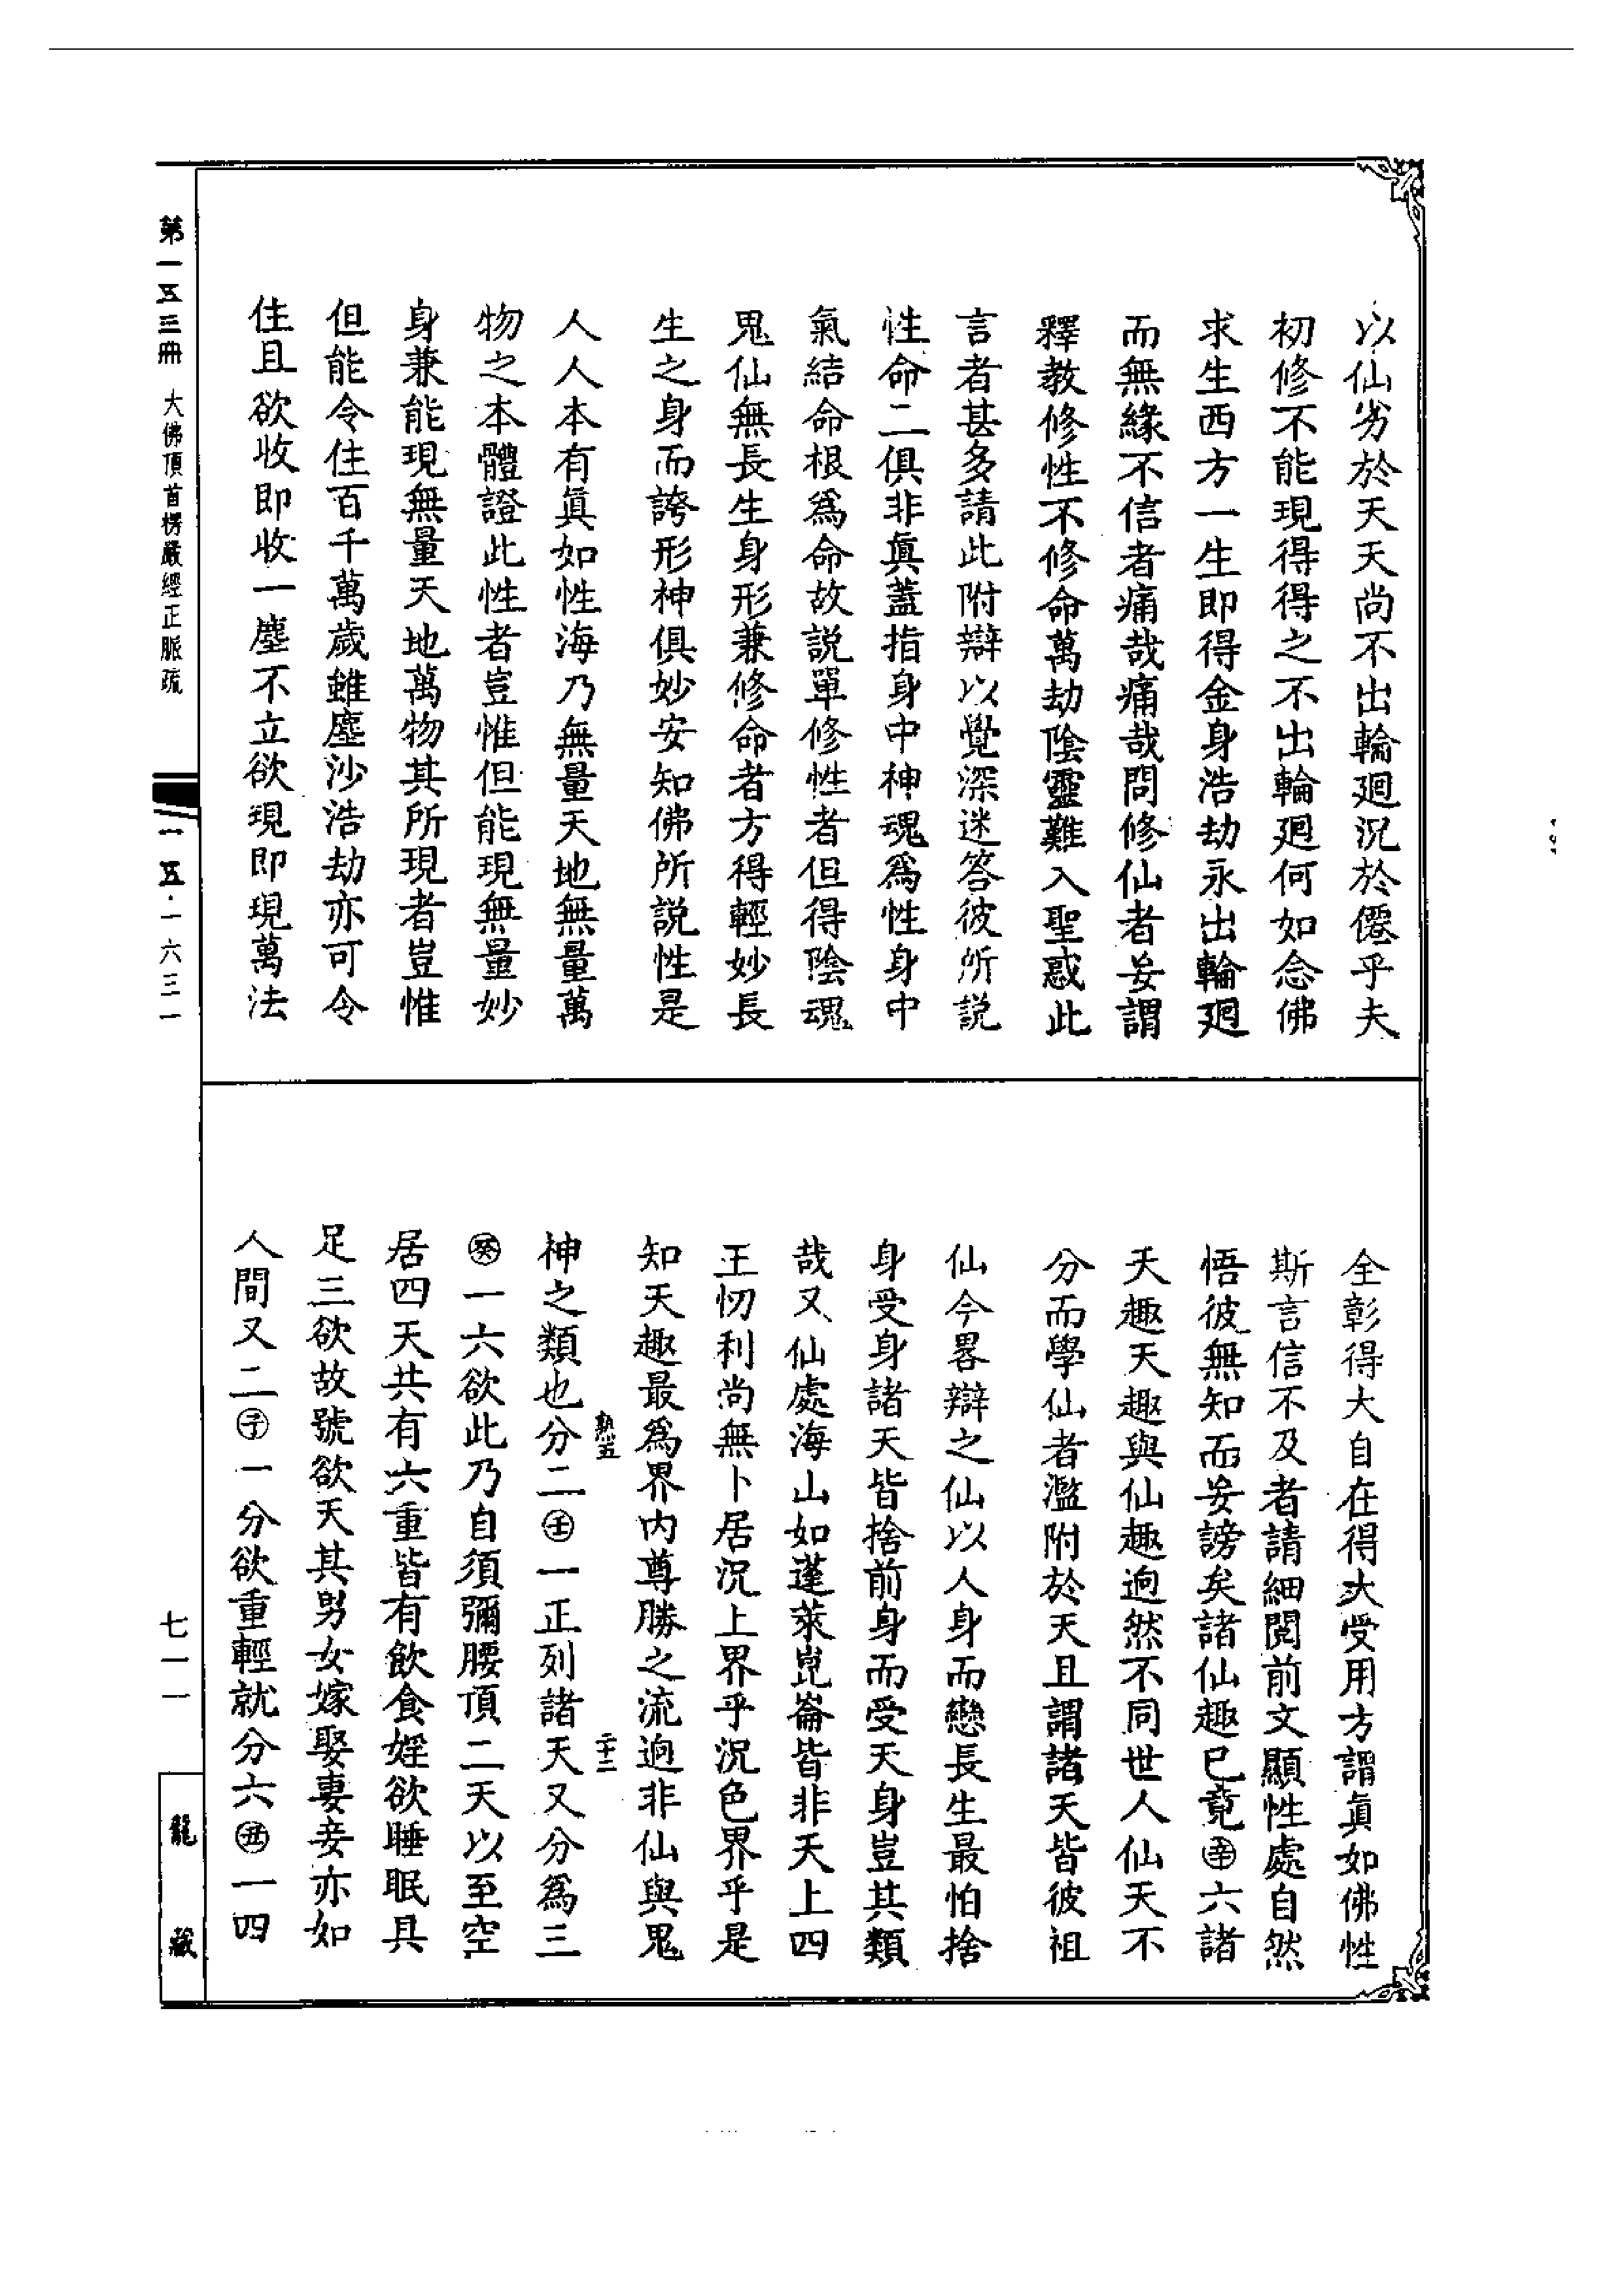 以仙劣於天天尚不出輪廻況於僊乎夫
初修不能現得得之不出輪廻何如念佛
求生西方一生即得金身浩劫永出輪廻
而無緣不信者痛哉痛哉問修仙者妄謂
釋教修性不修命萬劫陰靈難入聖惑此
言者甚多請此附辯以覺深迷答彼所說
性命二俱非眞蓋指身中神魂爲性身中
氣結命根爲命故說單修性者但得陰魂
鬼仙無長生身形兼修命者方得輕妙長
生之身而誇形神俱妙安知佛所說性是
人人本有眞如性海乃無量天地無量萬
物之本體證此性者豈惟但能現無量妙
身兼能現無量天地萬物其所現者豈惟
但能令住百千萬歲雖塵沙浩劫亦可令
住且欲收即收一塵不立欲現即現萬法
全彰得大自在得大受用方謂眞如佛性
斯言信不及者請細閱前文顯性處自然
悟彼無知而妄謗矣諸仙趣已竟㊛六諸
天趣天趣與仙趣逈然不同世人仙天不
分而學仙者濫附於天且謂諸天皆彼祖
仙今畧辯之仙以人身而戀長生最怕捨
身受身諸天皆捨前身而受天身豈其類
哉又仙處海山如蓬萊崑崙皆非天上四
王忉利尚無卜居況上界乎況色界乎是
知天趣最爲界內尊勝之流逈非仙與鬼
神之類也分二壬一正列諸天又分爲三
癸一六欲此乃自須彌腰頂二天以至空
居四天共有六重皆有飲食婬欲睡眠具
足三欲故號欲天其男女嫁娶妻妾亦如
人間又二子一分欲重輕就分六丑一四
熟五
二十二
第一五三冊 大佛頂首楞嚴經正脈疏
一五·一六三一
七一一
龍藏